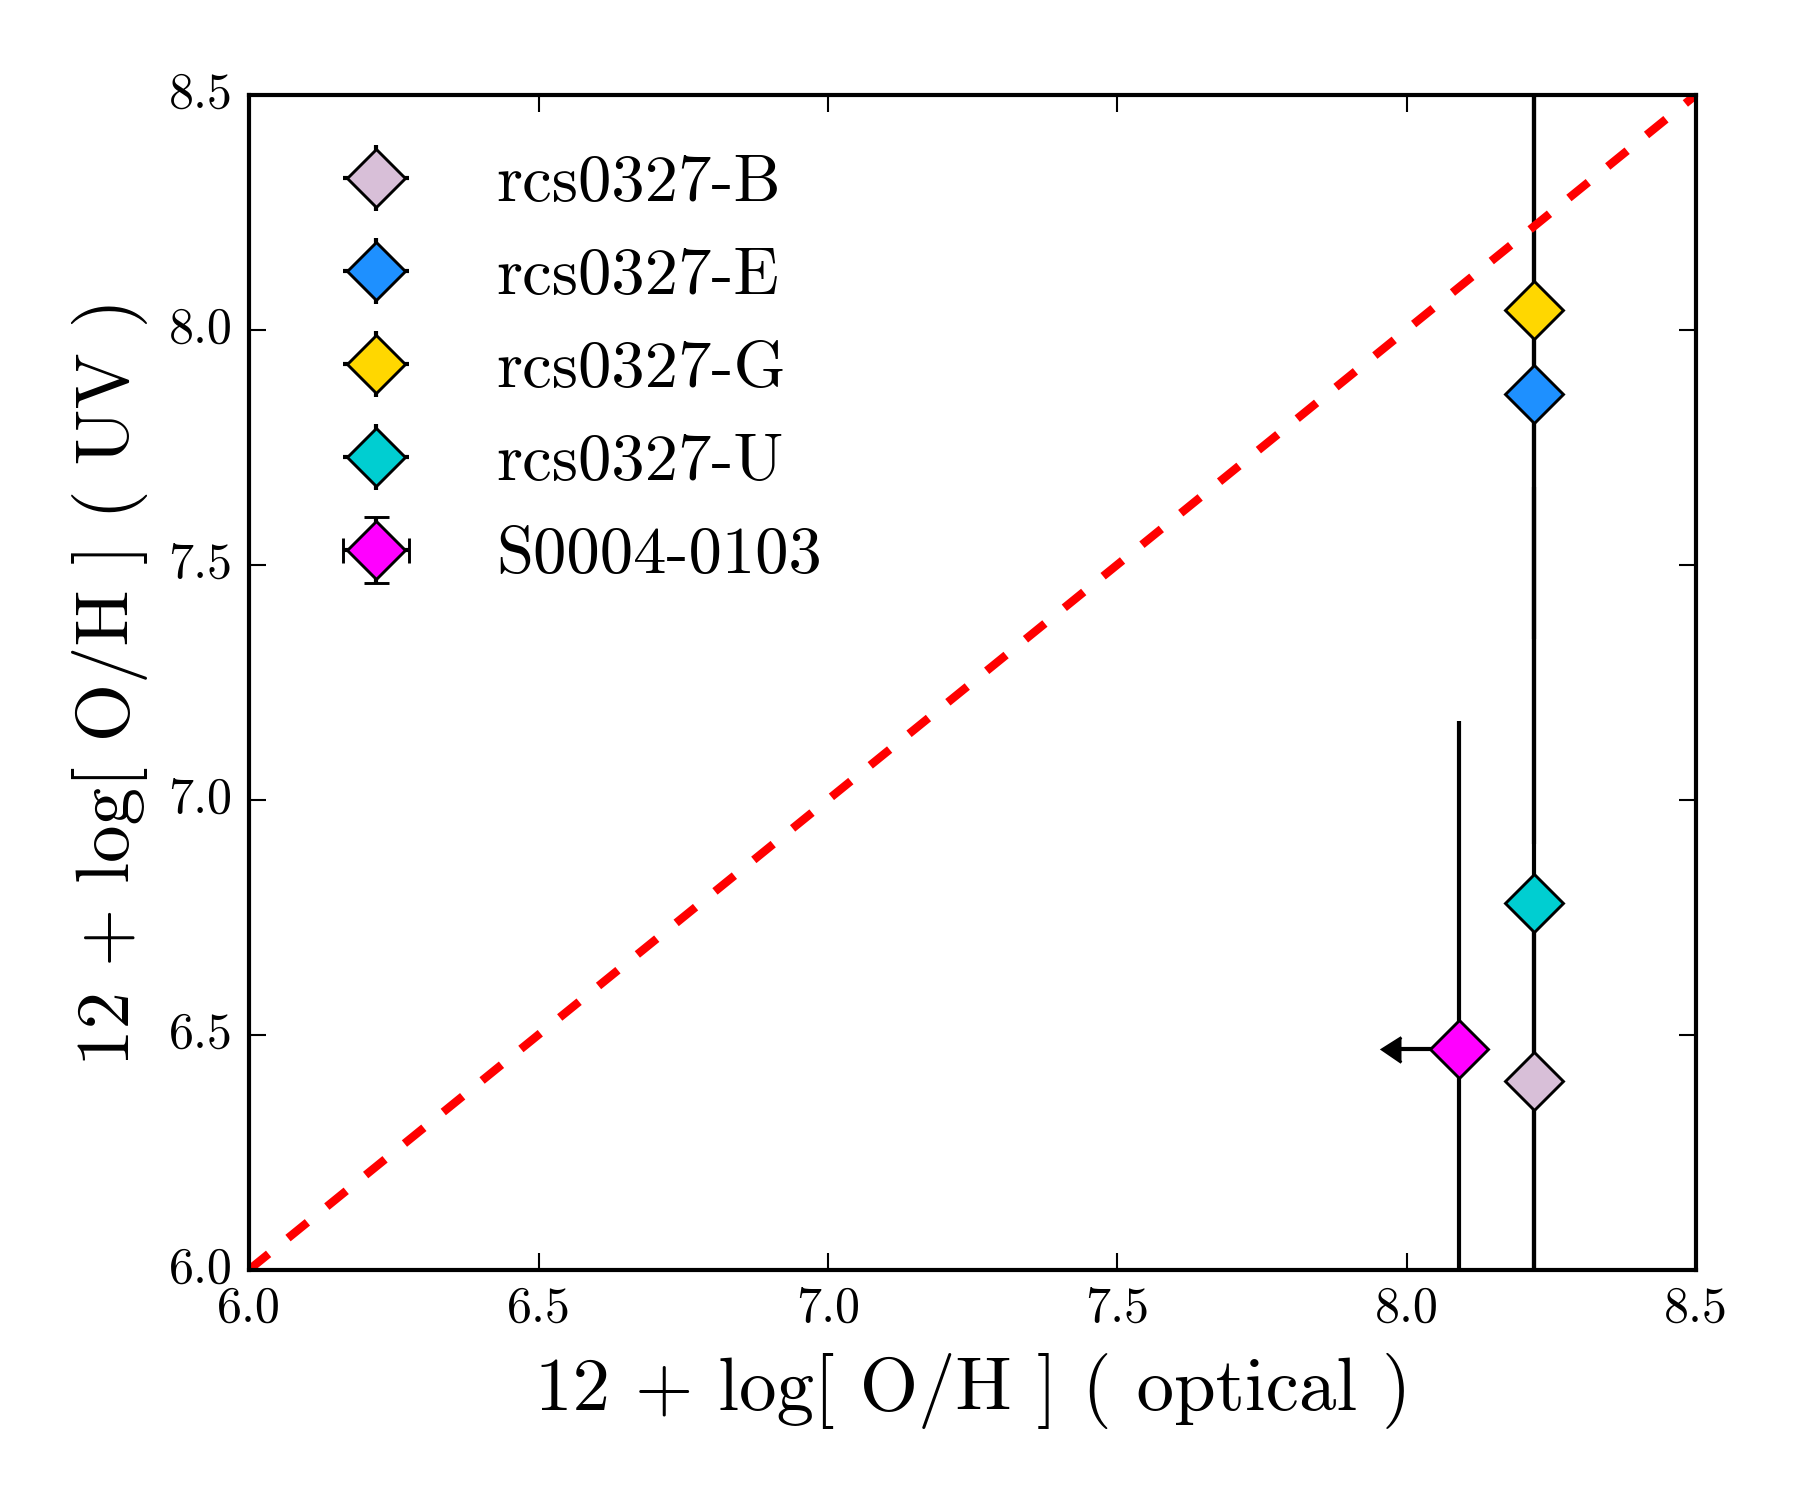 8.5
8.0
7.5
7.0
6.5
6.0
12 + log[ O/H ] ( UV )
rcs0327-B
rcs0327-E
rcs0327-G
rcs0327-U
S0004-0103
6.0 6.5 7.0 7.5 8.0 8.5
12 + log[ O/H ] ( optical )